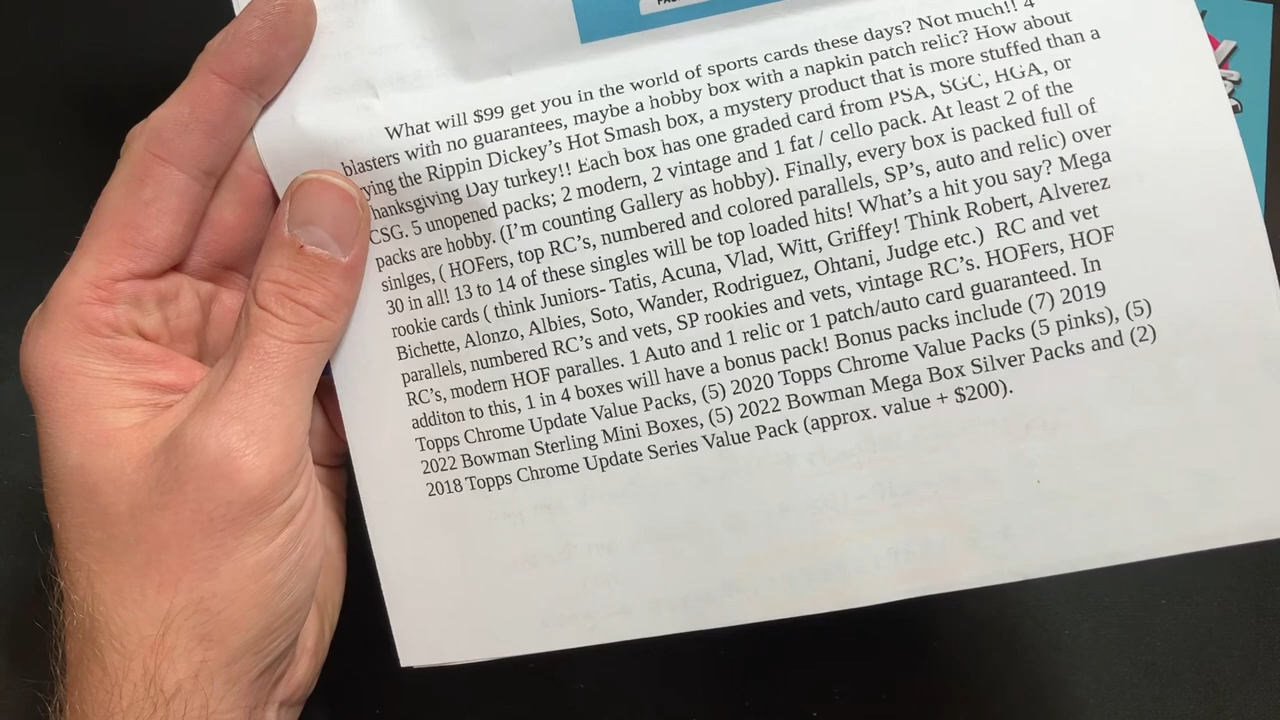 What will $99 get you in the world of sports cards these days? Not much!! 4
blasters with no guarantees, maybe a hobby box with a napkin patch relic? How about
the Rippin Dickey's Hot Smash box, a mystery product that is more stuffed than a
Day turkey!! Each box has one graded card from PSA, SGC, HGA, or
CSG. 5 unopened packs; 2 modern, 2 vintage and 1 fat / cello pack. At least 2 of the
packs are hobby. (I'm counting Gallery as hobby). Finally, every box is packed full of
sinlges, ( HOFers, top RC's, numbered and colored parallels, SP's, auto and relic) over
30 in all! 13 to 14 of these singles will be top loaded hits! What's a hit you say? Mega
rookie cards ( think Juniors- Tatis, Acuna, Vlad, Witt, Griffey! Think Robert, Alverez
Bichette, Alonzo, Albies, Soto, Wander, Rodriguez, Ohtani, Judge etc.) RC and vet
parallels, numbered RC's and vets, SP rookies and vets, vintage RC's. HOFers, HOF
RC's, modern HOF paralles. 1 Auto and 1 relic or 1 patch/auto card guaranteed. In
additon to this, 1 in 4 boxes will have a bonus pack! Bonus packs include (7) 2019
Topps Chrome Update Value Packs, (5) 2020 Topps Chrome Value Packs (5 pinks), (5)
2022 Bowman Sterling Mini Boxes, (5) 2022 Bowman Mega Box Silver Packs and (2)
2018 Topps Chrome Update Series Value Pack (approx. value + $200).